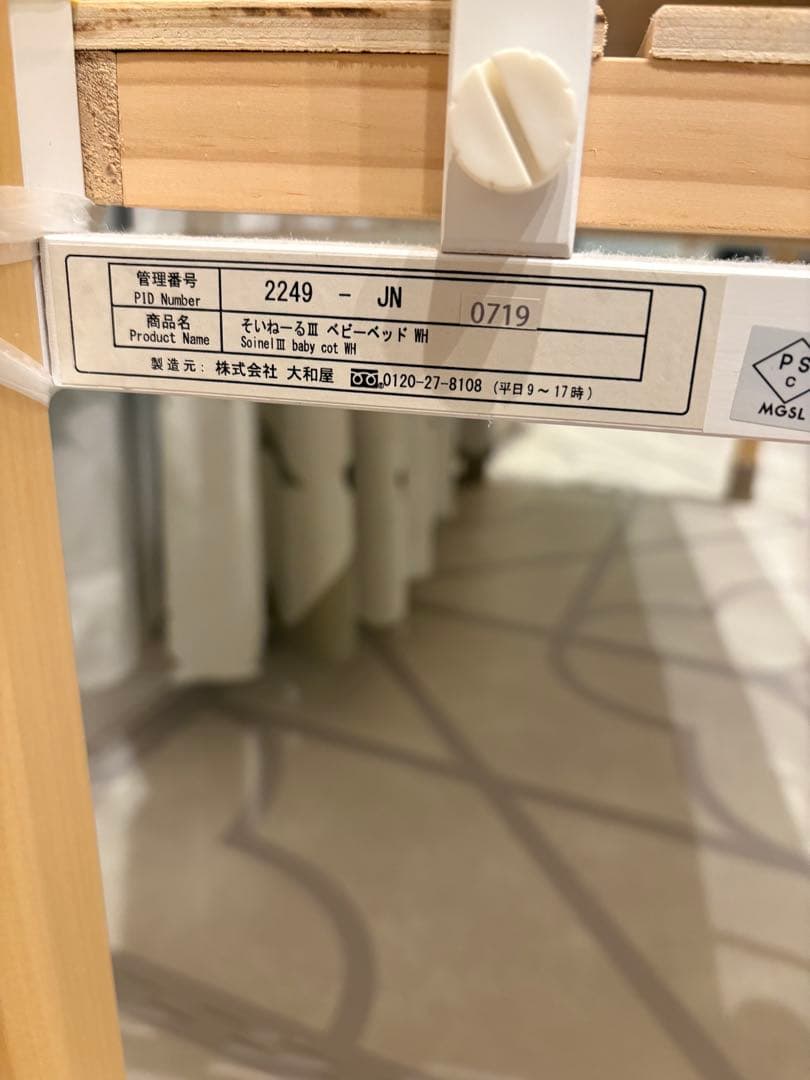 管理番号
PID Number
2249 - JN 0719
商品名
Product Name
そいねーるⅢ ベビーベッド WH
SoinelⅢ baby cot WH
製造元: 株式会社 大和屋 0120-27-8108 (平日9~17時)
PS
C
MGSL